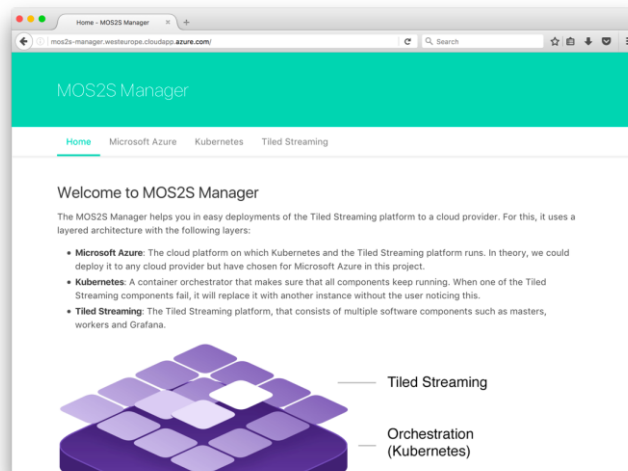 Home - MOS2S Manager
mos2s-manager.westeurope.cloudapp.azure.com/
Search
MOS2S Manager
Home Microsoft Azure Kubernetes Tiled Streaming
Welcome to MOS2S Manager
The MOS2S Manager helps you in easy deployments of the Tiled Streaming platform to a cloud provider. For this, it uses a
layered architecture with the following layers:
• Microsoft Azure: The cloud platform on which Kubernetes and the Tiled Streaming platform runs. In theory, we could
deploy it to any cloud provider but have chosen for Microsoft Azure in this project.
• Kubernetes: A container orchestrator that makes sure that all components keep running. When one of the Tiled
Streaming components fail, it will replace it with another instance without the user noticing this.
• Tiled Streaming: The Tiled Streaming platform, that consists of multiple software components such as masters,
workers and Grafana.
Tiled Streaming
Orchestration
(Kubernetes)